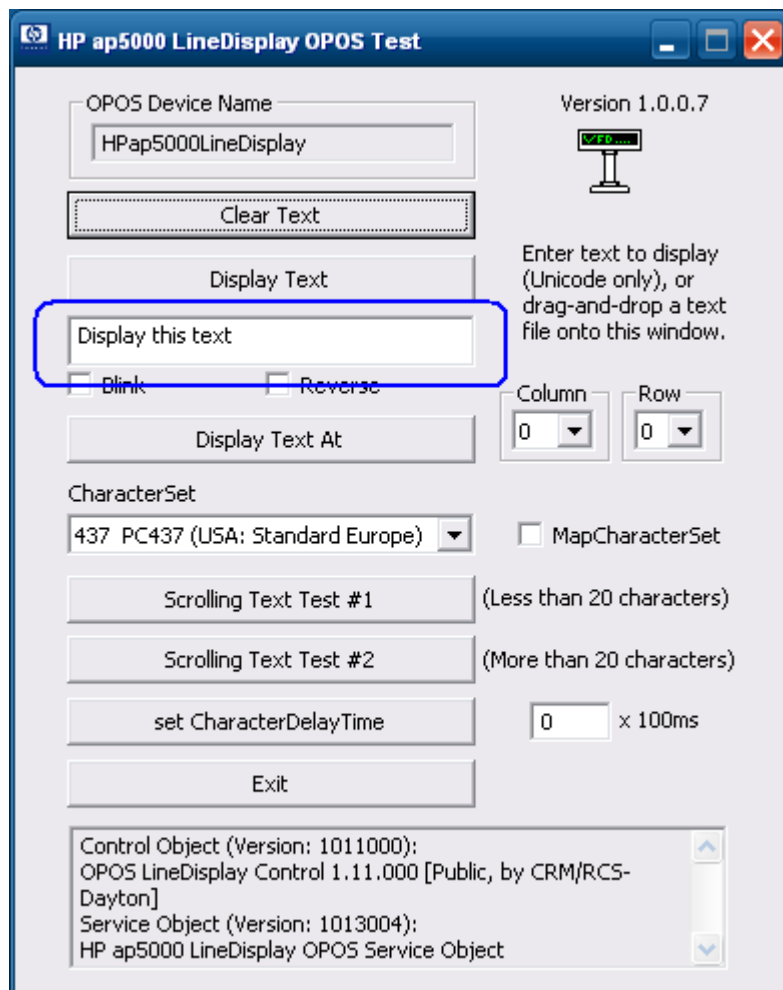 HP ap5000 LineDisplay OPOS Test
OPOS Device Name
Version 1.0.0.7
HPap5000LineDisplay
VFD....
Clear Text
Display Text
Enter text to display
(Unicode only), or
drag-and-drop a text
file onto this window.
Display this text
Blink
Reverse
Column
Row
Display Text At
0
0
CharacterSet
437 PC437 (USA: Standard Europe)
MapCharacterSet
Scrolling Text Test #1
(Less than 20 characters)
Scrolling Text Test #2
(More than 20 characters)
set CharacterDelayTime
0
x 100ms
Exit
Control Object (Version: 1011000):
OPOS LineDisplay Control 1.11.000 [Public, by CRM/RCS-
Dayton]
Service Object (Version: 1013004):
HP ap5000 LineDisplay OPOS Service Object